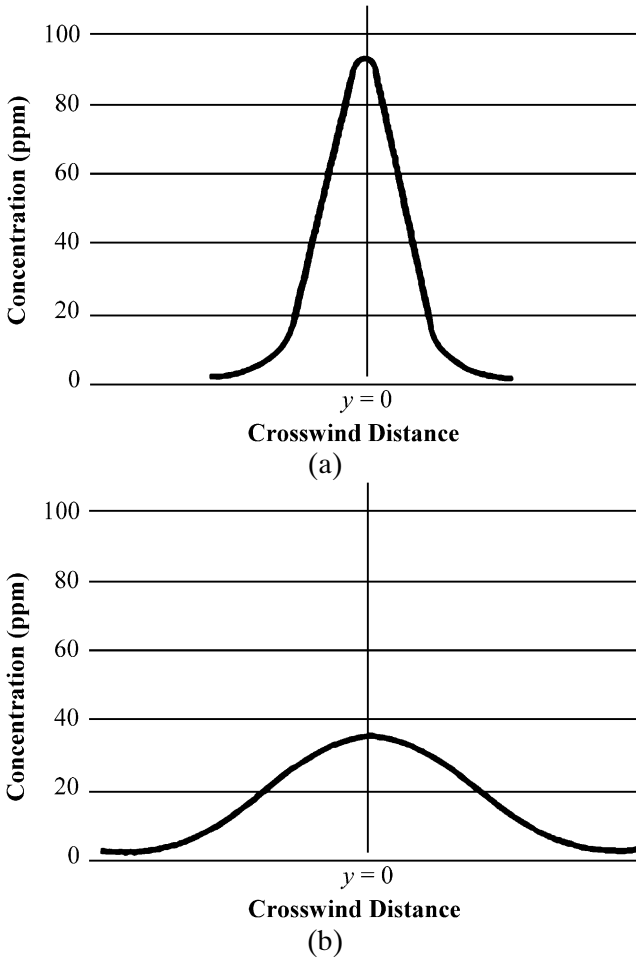 100
80
60
40
20
0
Concentration (ppm)
y = 0
Crosswind Distance
(a)
100
80
60
40
20
0
Concentration (ppm)
y = 0
Crosswind Distance
(b)